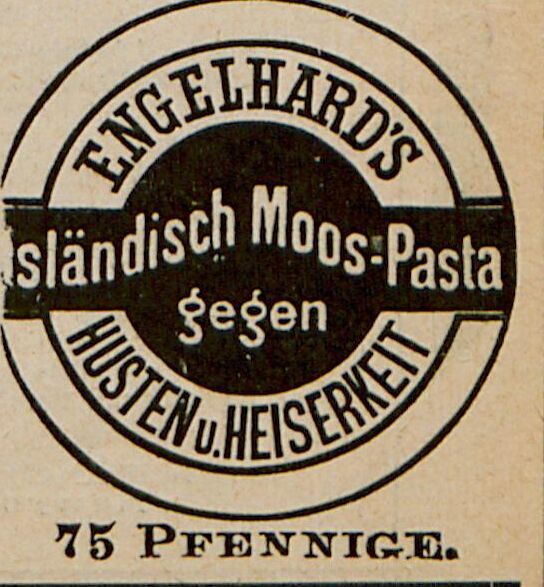 ENGELHARD'S
sländisch Moos-Pasta
gegen
HUSTEN u. HEISERKEIT
75 PFENNIGE.